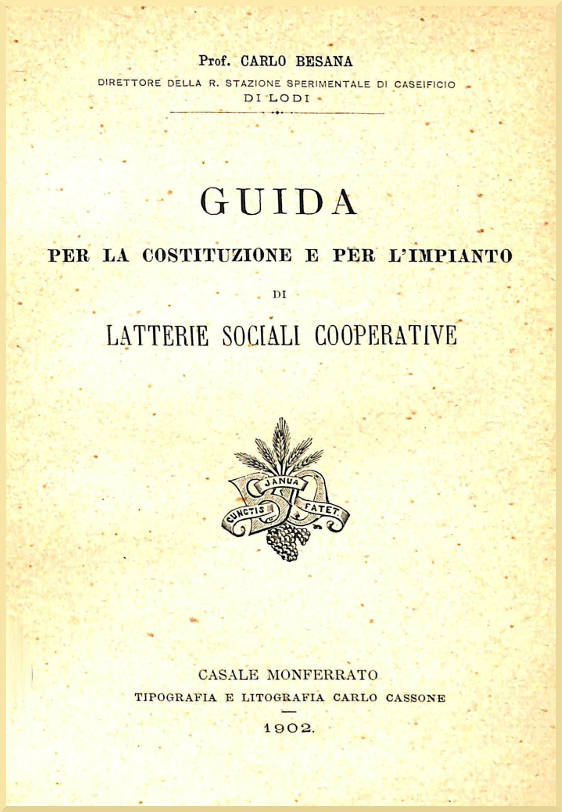 Prof. CARLO BESANA
DIRETTORE DELLA R. STAZIONE SPERIMENTALE DI CASEIFICIO
DI LODI
GUIDA
PER LA COSTITUZIONE E PER L'IMPIANTO
DI
LATTERIE SOCIALI COOPERATIVE
JANUA
CUNCTIS PATET.
CASALE MONFERRATO
TIPOGRAFIA E LITOGRAFIA CARLO CASSONE
1902.